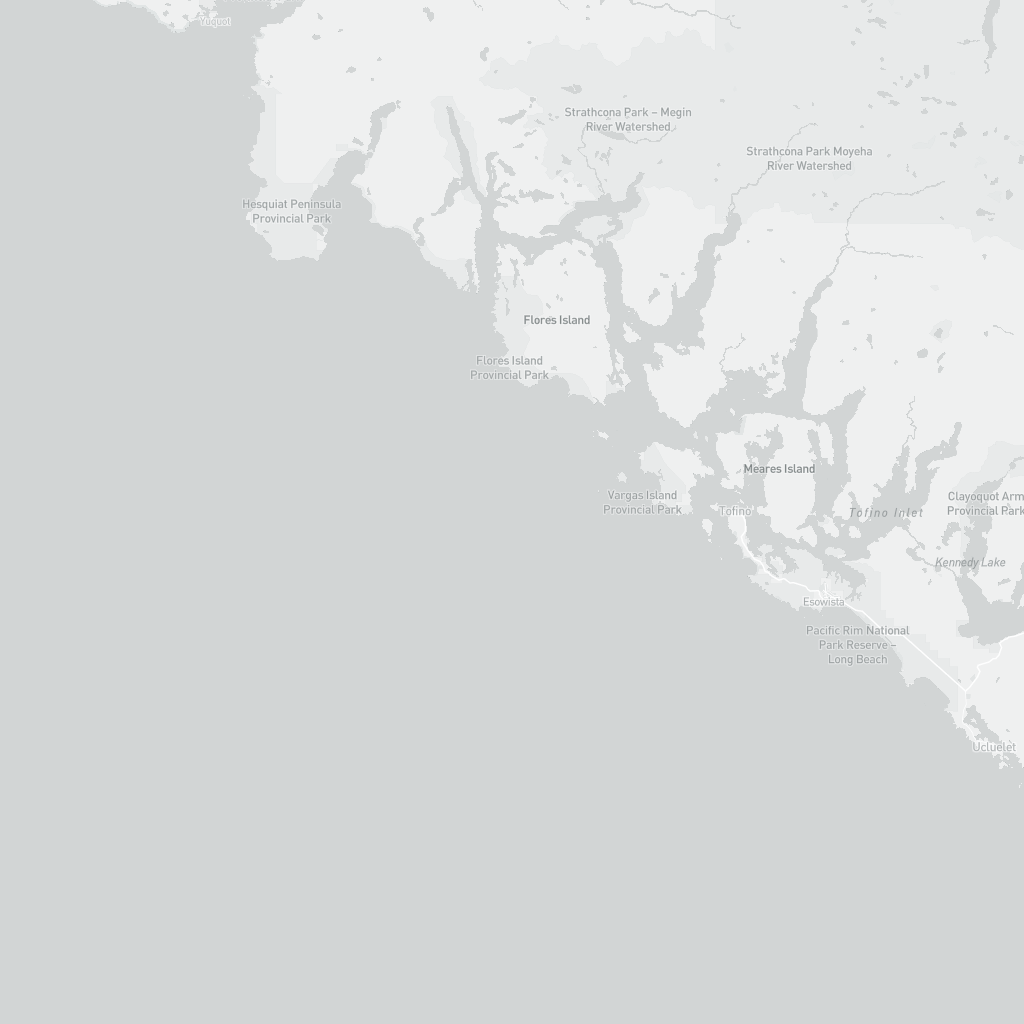 Yuquot
Strathcona Park – Megin
River Watershed
Strathcona Park Moyeha
River Watershed
Hesquiat Peninsula
Provincial Park
Flores Island
Flores Island
Provincial Park
Meares Island
Vargas Island
Provincial Park
Tofino
Tofino Inlet
Clayoquot Arm
Provincial Park
Kennedy Lake
Esowista
Pacific Rim National
Park Reserve –
Long Beach
Ucluelet